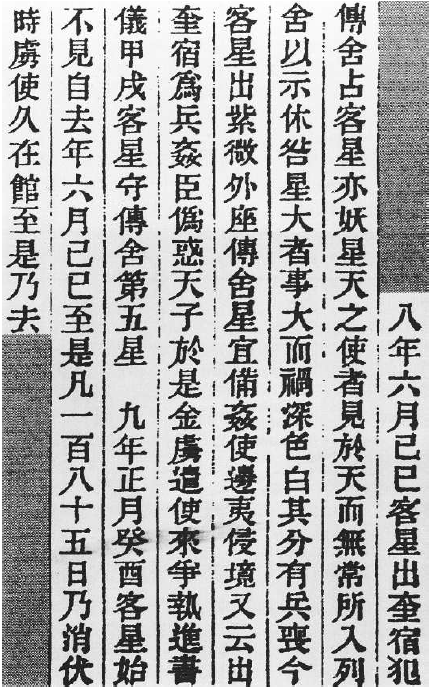 八年六月己巳客星出奎宿犯
傳舍占客星亦妖星天之使者見於天而無常所入列
舍以示休咎星大者事大而禍深色白其分有兵喪今
客星出紫微外座傳舍星宜備姦使邊夷侵境又云出
奎宿爲兵姦臣僞惑天子於是金虜遣使來爭執進書
儀甲戌客星守傳舍第五星　九年正月癸酉客星始
不見自去年六月己巳至是凡一百八十五日乃消伏
時虜使久在館至是乃去